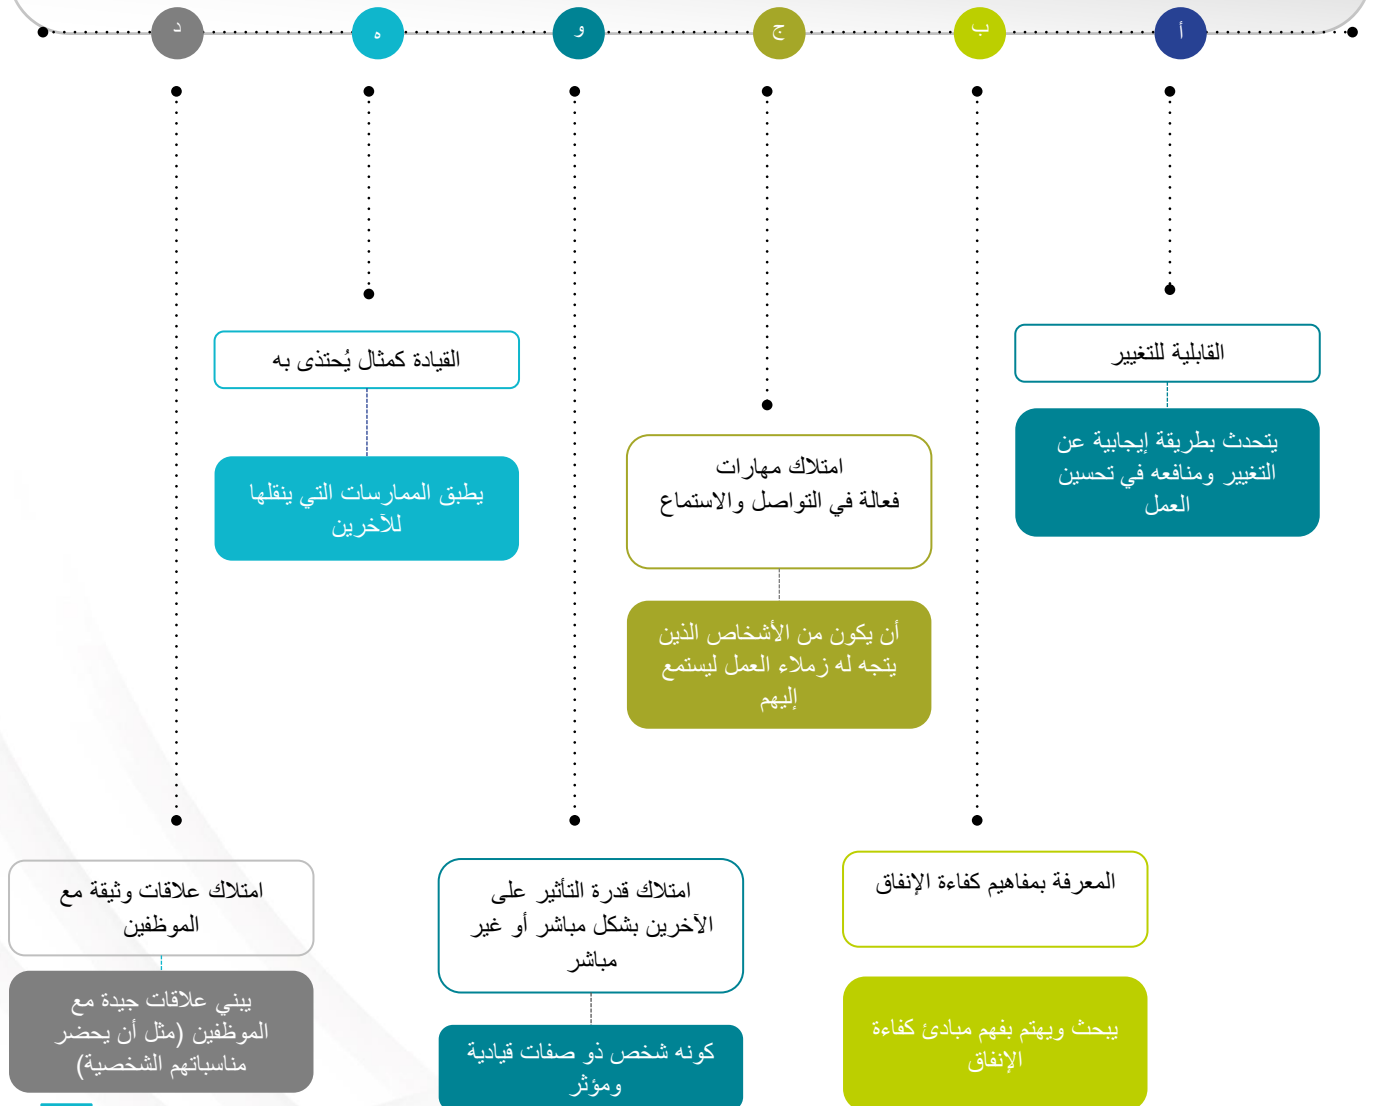 أ
ب
ج
و
ه
د
القابلية للتغيير
يتحدث بطريقة إيجابية عن
التغيير ومنافعه في تحسين
العمل
المعرفة بمفاهيم كفاءة الإنفاق
يبحث ويهتم بفهم مبادئ كفاءة
الإنفاق
امتلاك مهارات
فعالة في التواصل والاستماع
أن يكون من الأشخاص الذين
يتجه له زملاء العمل ليستمع
إليهم
امتلاك قدرة التأثير على
الآخرين بشكل مباشر أو غير
مباشر
كونه شخص ذو صفات قيادية
ومؤثر
القيادة كمثال يُحتذى به
يطبق الممارسات التي ينقلها
للآخرين
امتلاك علاقات وثيقة مع
الموظفين
يبني علاقات جيدة مع
الموظفين (مثل أن يحضر
مناسباتهم الشخصية)